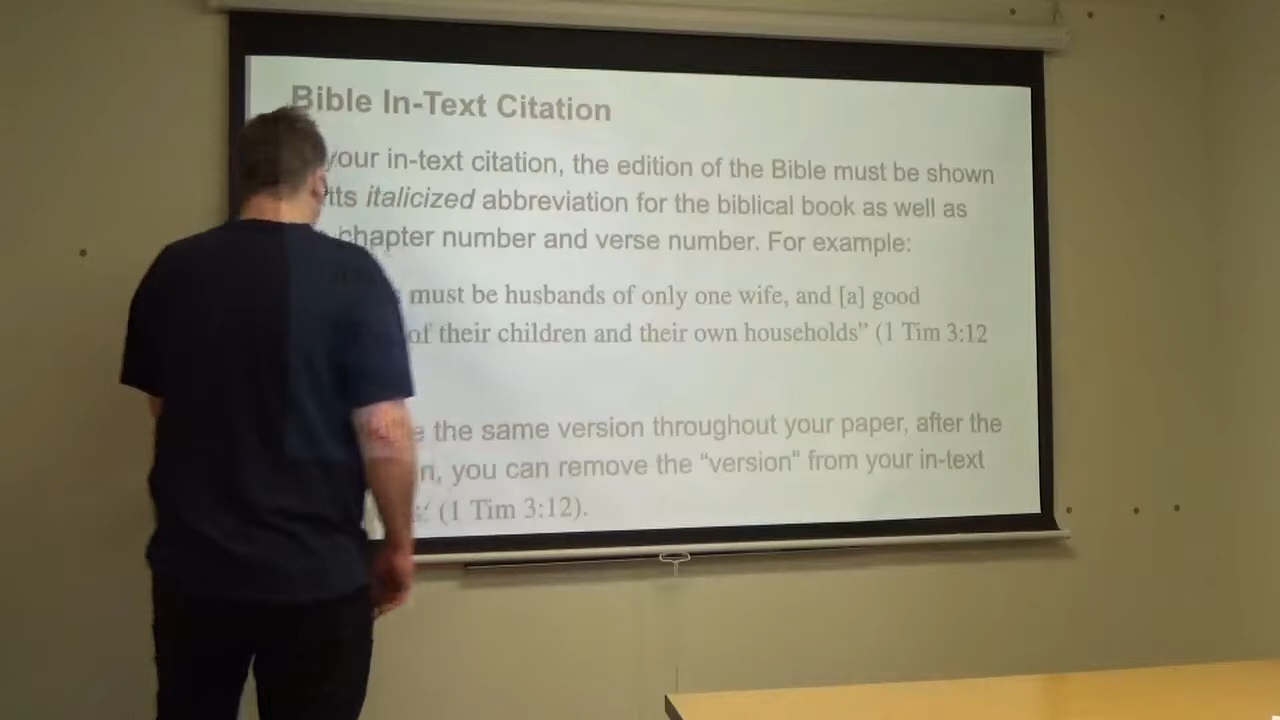 Bible In-Text Citation
your in-text citation, the edition of the Bible must be shown
italicized abbreviation for the biblical book as well as
chapter number and verse number. For example:
must be husbands of only one wife, and [a] good
of their children and their own households” (1 Tim 3:12
the same version throughout your paper, after the
you can remove the “version" from your in-text
(1 Tim 3:12).